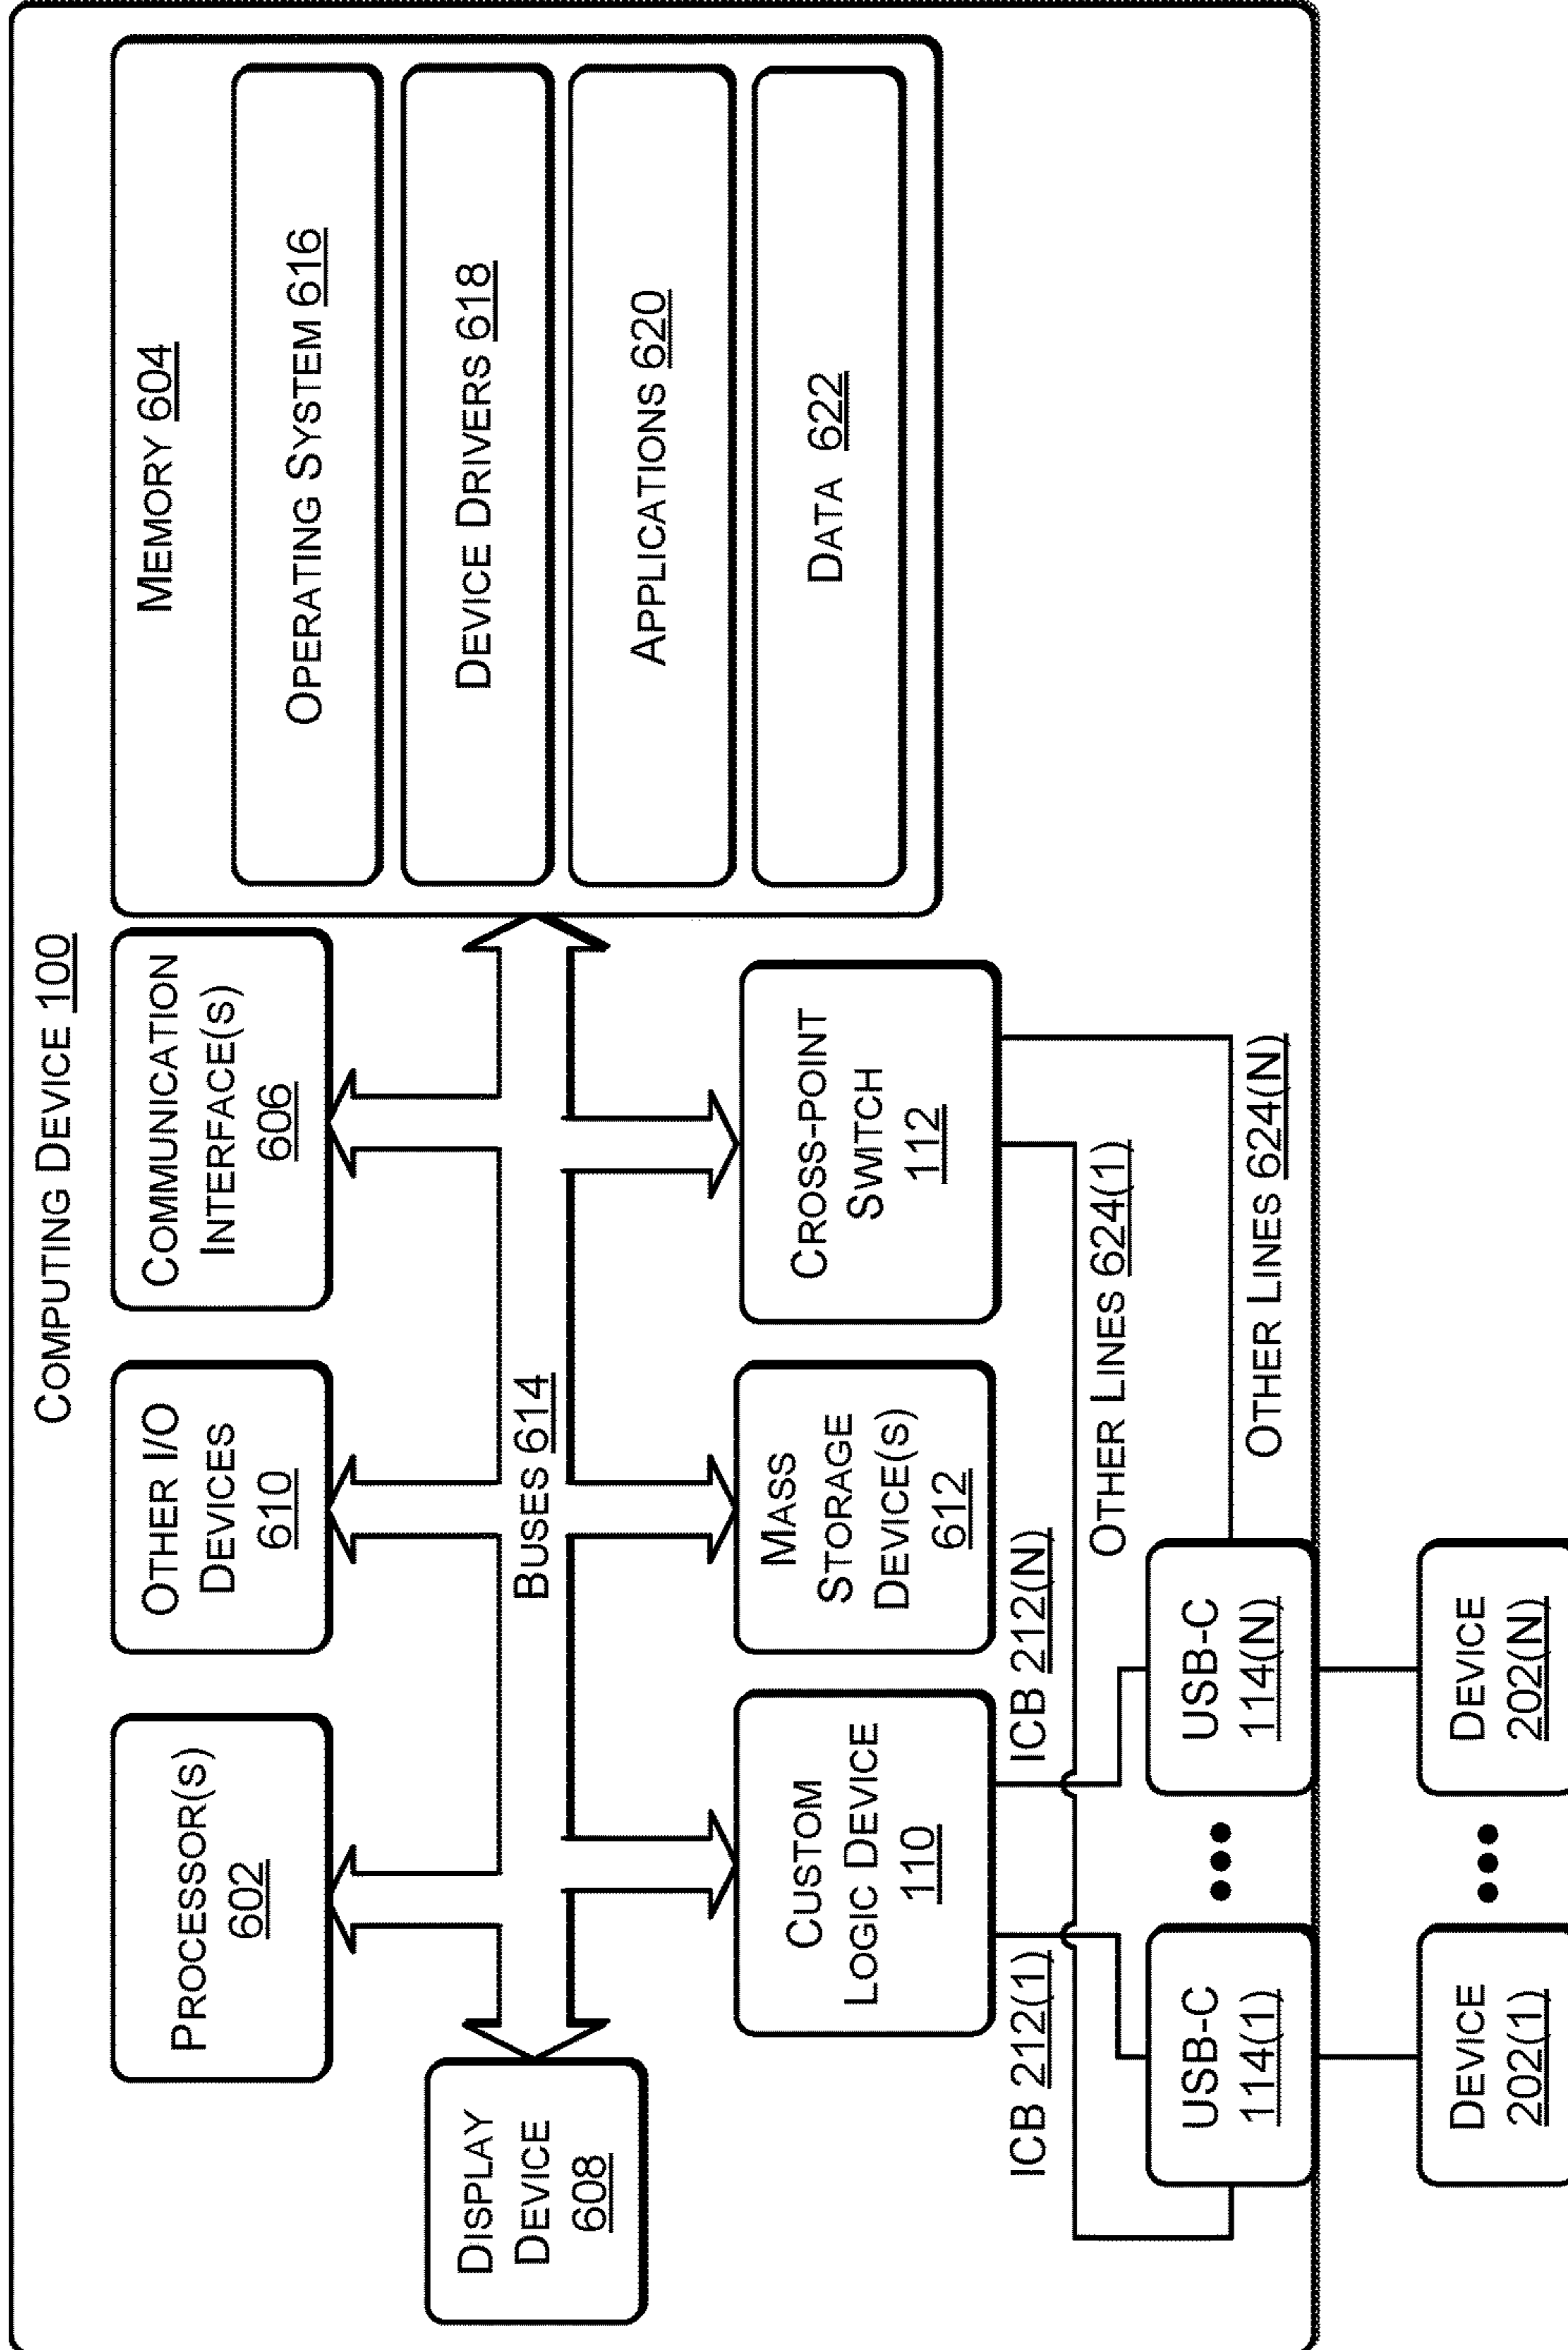 COMPUTING DEVICE 100
PROCESSOR(S)
602
OTHER I/O
DEVICES
610
COMMUNICATION
INTERFACE(S)
606
MEMORY 604
OPERATING SYSTEM 616
DEVICE DRIVERS 618
APPLICATIONS 620
DATA 622
DISPLAY
DEVICE
608
BUSES 614
CUSTOM
LOGIC DEVICE
110
MASS
STORAGE
DEVICE(S)
612
CROSS-POINT
SWITCH
112
ICB 212(1)
ICB 212(N)
OTHER LINES 624(1)
OTHER LINES 624(N)
USB-C
114(1)
USB-C
114(N)
DEVICE
202(1)
DEVICE
202(N)